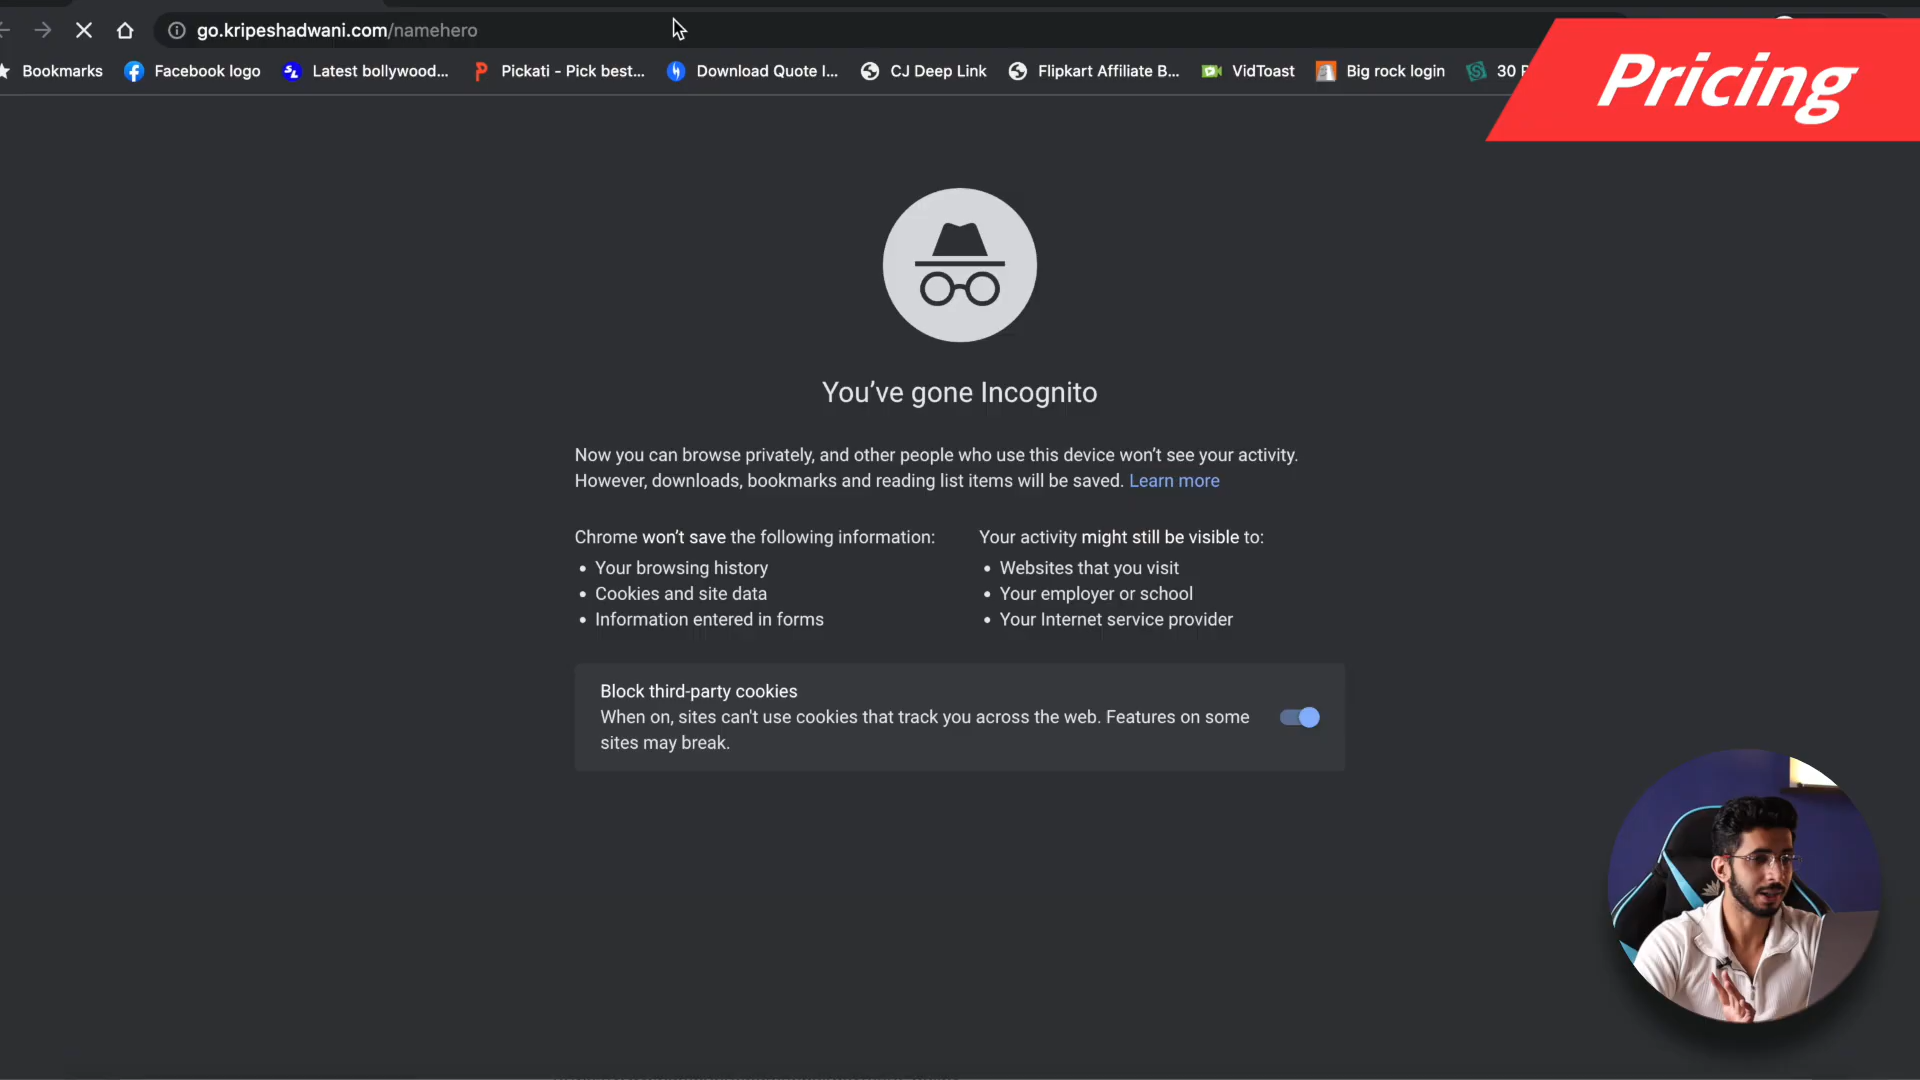 go.kripeshadwani.com/namehero
Bookmarks Facebook logo Latest bollywood... Pickati - Pick best... Download Quote I... CJ Deep Link Flipkart Affiliate B... VidToast Big rock login 30
Pricing
You've gone Incognito
Now you can browse privately, and other people who use this device won't see your activity.
However, downloads, bookmarks and reading list items will be saved. Learn more
Chrome won't save the following information:
Your browsing history
Cookies and site data
Information entered in forms
Your activity might still be visible to:
Websites that you visit
Your employer or school
Your Internet service provider
Block third-party cookies
When on, sites can't use cookies that track you across the web. Features on some
sites may break.